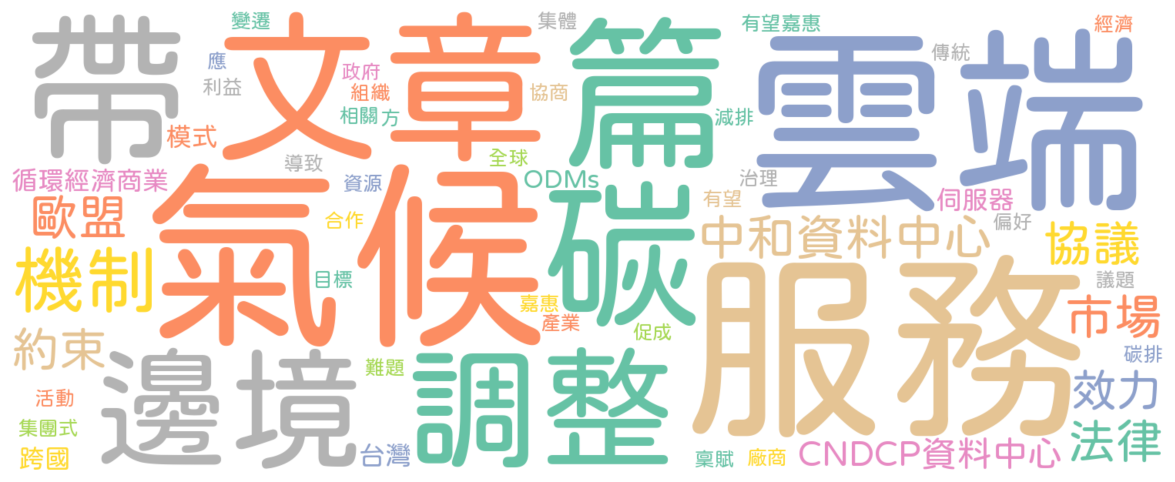 帶
變遷
文章
集體
篇
有望嘉惠
雲端
經濟
應
利益
政府
組織
協商
傳統
相關
方
減排
模式
導致
全球
ODMs
治理
循環經濟商業
資源
有望
伺服器
歐盟
氣候
合作
碳
中和資料中心
偏好
協議
機制
目標
嘉惠
服務
議題
產業
促成
市場
約束
邊境
難題
調整
碳排
活動
效力
集團式
跨國
台灣
稟賦
廠商
CNDCP資料中心
法律